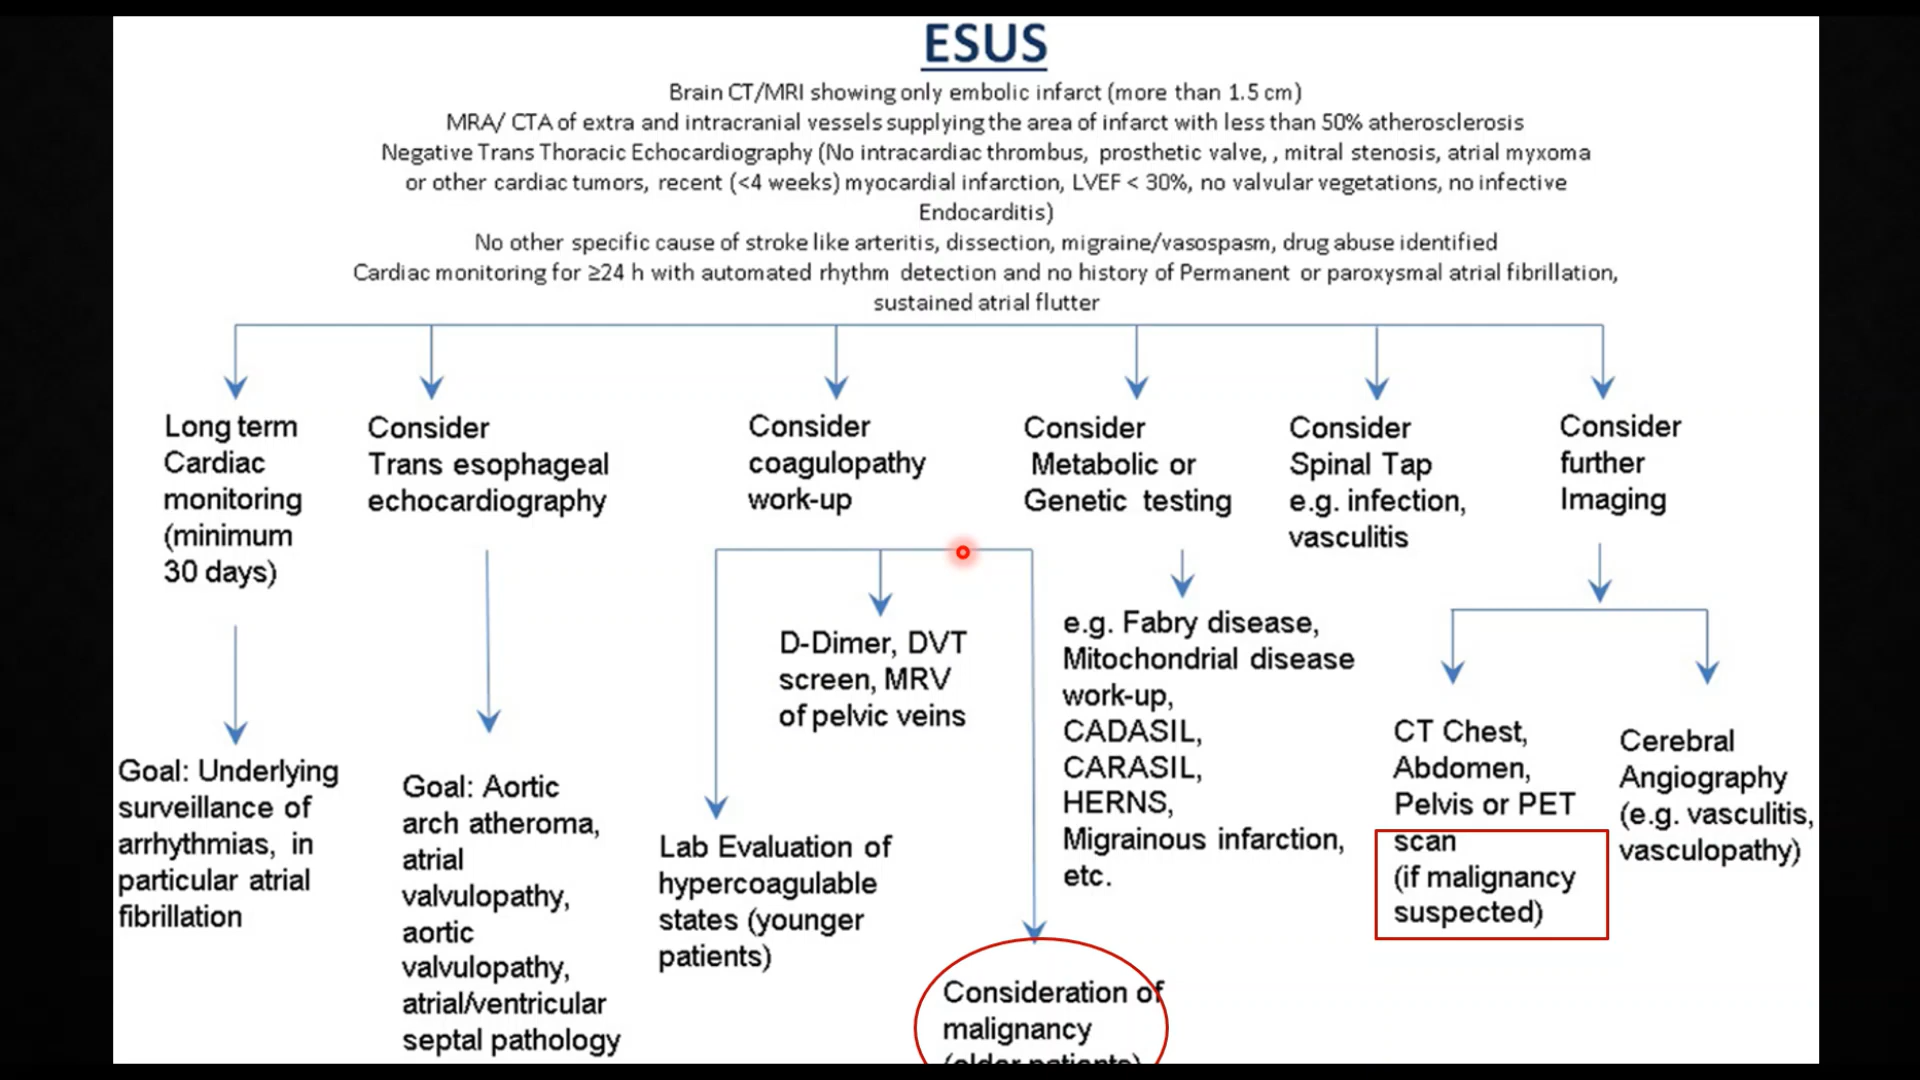 ESUS
Brain CT/MRI showing only embolic infarct (more than 1.5 cm)
MRA/ CTA of extra and intracranial vessels supplying the area of infarct with less than 50% atherosclerosis
Negative Trans Thoracic Echocardiography (No intracardiac thrombus, prosthetic valve, , mitral stenosis, atrial myxoma
or other cardiac tumors, recent (<4 weeks) myocardial infarction, LVEF < 30%, no valvular vegetations, no infective
Endocarditis)
No other specific cause of stroke like arteritis, dissection, migraine/vasospasm, drug abuse identified
Cardiac monitoring for ≥24 h with automated rhythm detection and no history of Permanent or paroxysmal atrial fibrillation,
sustained atrial flutter
Long term
Cardiac
monitoring
(minimum
30 days)
Goal: Underlying
surveillance of
arrhythmias, in
particular atrial
fibrillation
Consider
Trans esophageal
echocardiography
Goal: Aortic
arch atheroma,
atrial
valvulopathy,
aortic
valvulopathy,
atrial/ventricular
septal pathology
Consider
coagulopathy
work-up
Lab Evaluation of
hypercoagulable
states (younger
patients)
D-Dimer, DVT
screen, MRV
of pelvic veins
Consideration of
malignancy
(older patients)
Consider
Metabolic or
Genetic testing
e.g. Fabry disease,
Mitochondrial disease
work-up,
CADASIL,
CARASIL,
HERNS,
Migrainous infarction,
etc.
Consider
Spinal Tap
e.g. infection,
vasculitis
Consider
further
Imaging
CT Chest,
Abdomen,
Pelvis or PET
scan
(if malignancy
suspected)
Cerebral
Angiography
(e.g. vasculitis,
vasculopathy)